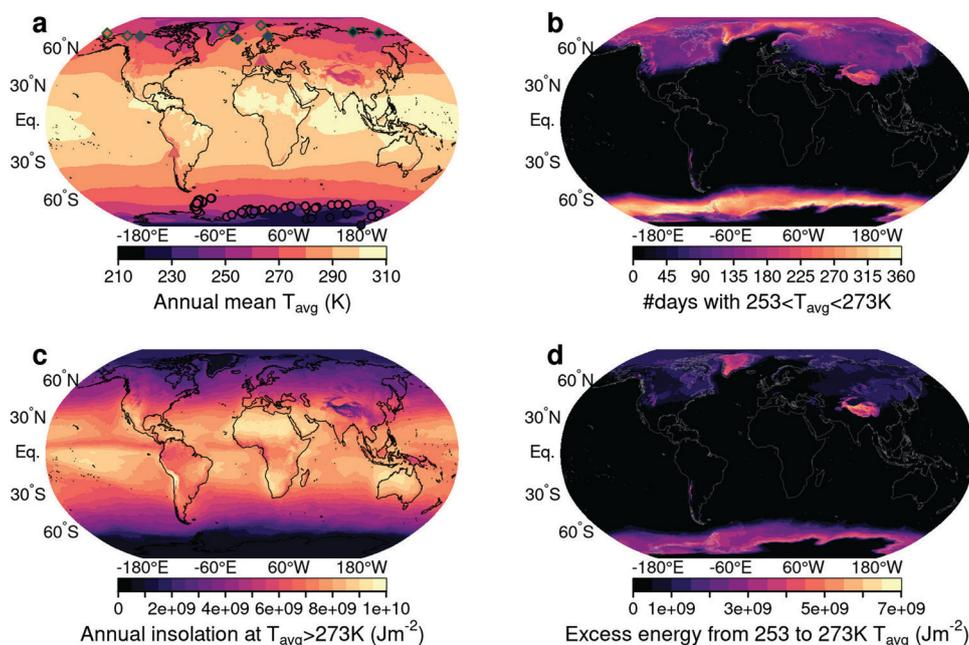 a
60°N
30°N
Eq.
30°S
60°S
-180°E -60°E 60°W 180°W
210 230 250 270 290 310
Annual mean Tavg (K)
b
60°N
30°N
Eq.
30°S
60°S
-180°E -60°E 60°W 180°W
0 45 90 135 180 225 270 315 360
#days with 253<Tavg<273K
c
60°N
30°N
Eq.
30°S
60°S
-180°E -60°E 60°W 180°W
0 2e+09 4e+09 6e+09 8e+09 1e+10
Annual insolation at Tavg>273K (Jm-2)
d
60°N
30°N
Eq.
30°S
60°S
-180°E -60°E 60°W 180°W
0 1e+09 3e+09 5e+09 7e+09
Excess energy from 253 to 273K Tavg (Jm-2)